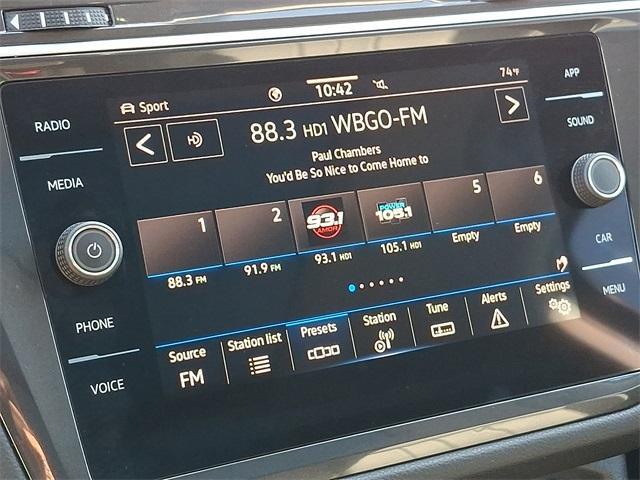 10:42
74°F
Sport
APP
RADIO
88.3 HD1 WBGO-FM
SOUND
Paul Chambers
You'd Be So Nice to Come Home to
MEDIA
1
2
93.1
AMOR
POWER
105.1
5
6
88.3 FM
91.9 FM
93.1 HD1
105.1 HD1
Empty
Empty
CAR
MENU
PHONE
VOICE
Source
FM
Station list
Presets
Station
Tune
Alerts
Settings